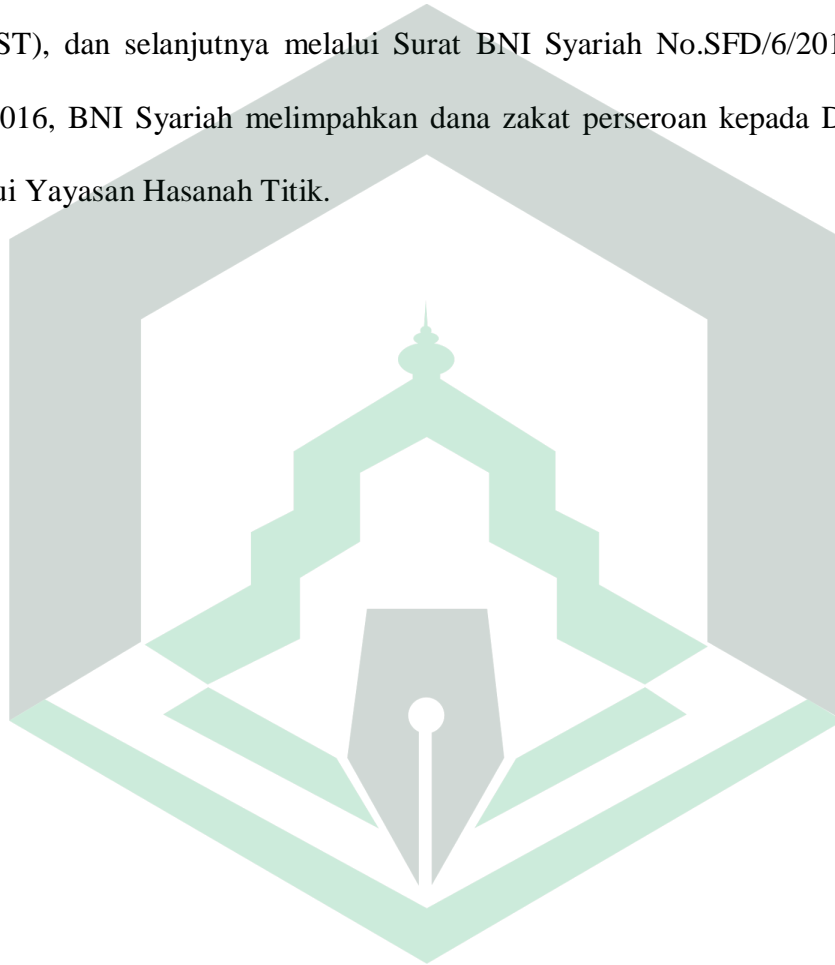 ST), dan selanjutnya melalui Surat BNI Syariah No.SFD/6/201
016, BNI Syariah melimpahkan dana zakat perseroan kepada D
ui Yayasan Hasanah Titik.